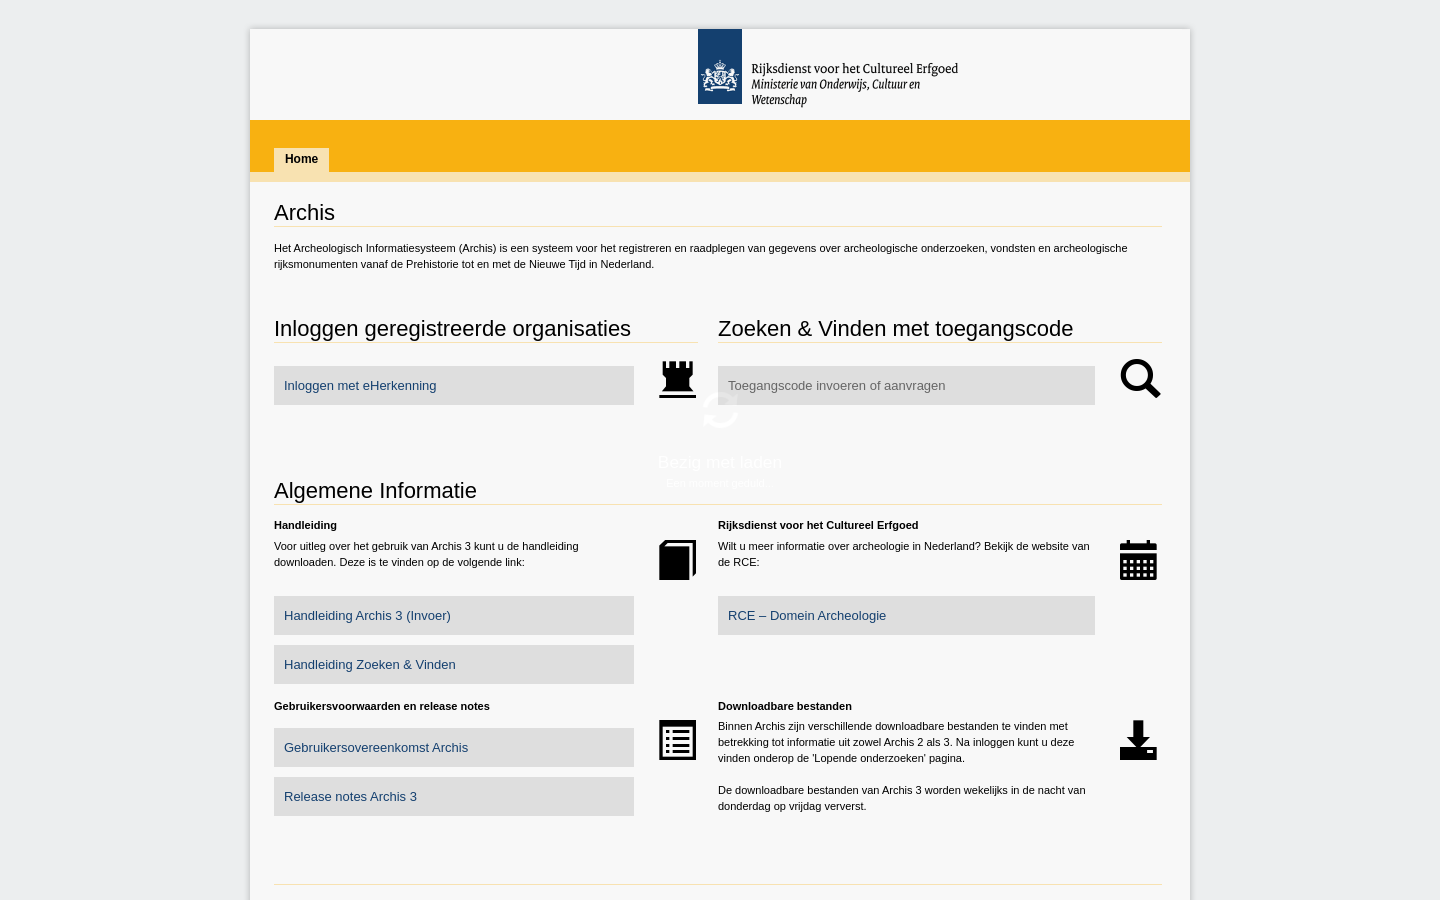 Rijksdienst voor het Cultureel Erfgoed
Ministerie van Onderwijs, Cultuur en
Wetenschap
Home
Archis
Het Archeologisch Informatiesysteem (Archis) is een systeem voor het registreren en raadplegen van gegevens over archeologische onderzoeken, vondsten en archeologische
rijksmonumenten vanaf de Prehistorie tot en met de Nieuwe Tijd in Nederland.
Inloggen geregistreerde organisaties
Inloggen met eHerkenning
Zoeken & Vinden met toegangscode
Toegangscode invoeren of aanvragen
Bezig met laden
Algemene Informatie
Handleiding
Voor uitleg over het gebruik van Archis 3 kunt u de handleiding
downloaden. Deze is te vinden op de volgende link:
Handleiding Archis 3 (Invoer)
Handleiding Zoeken & Vinden
Rijksdienst voor het Cultureel Erfgoed
Wilt u meer informatie over archeologie in Nederland? Bekijk de website van
de RCE:
RCE – Domein Archeologie
Gebruikersvoorwaarden en release notes
Gebruikersovereenkomst Archis
Release notes Archis 3
Downloadbare bestanden
Binnen Archis zijn verschillende downloadbare bestanden te vinden met
betrekking tot informatie uit zowel Archis 2 als 3. Na inloggen kunt u deze
vinden onderop de 'Lopende onderzoeken' pagina.
De downloadbare bestanden van Archis 3 worden wekelijks in de nacht van
donderdag op vrijdag ververst.